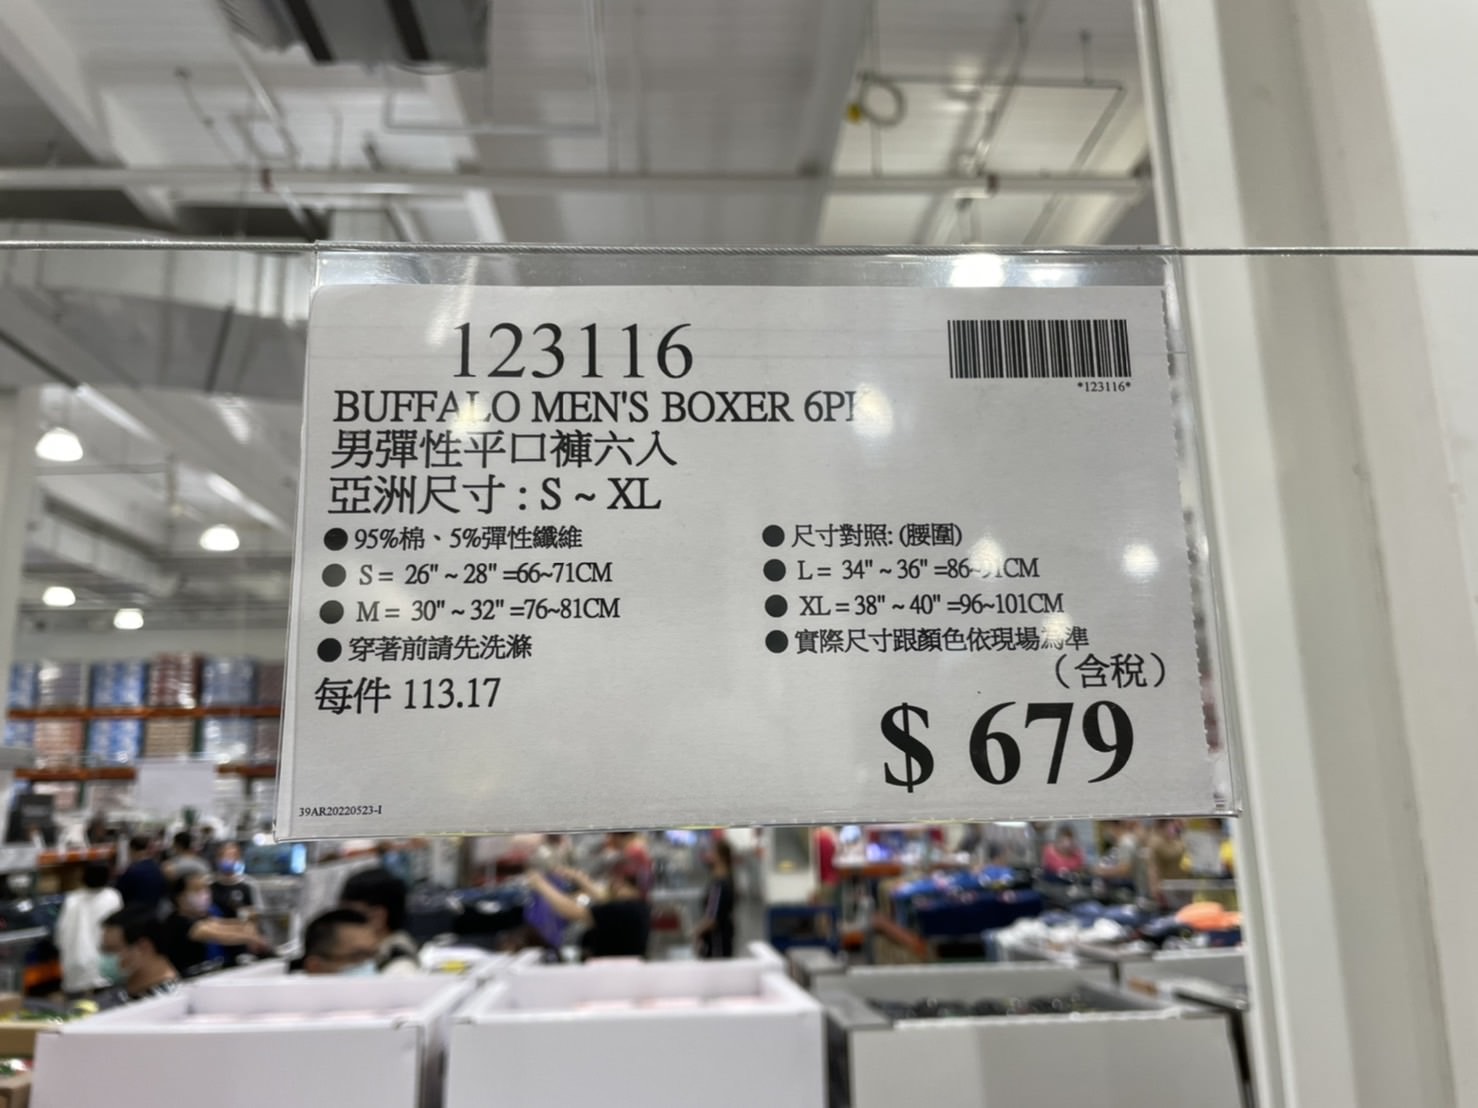 123116
*123116*
BUFFALO MEN'S BOXER 6PK
男彈性平口褲六入
亞洲尺寸 : S ~ XL
● 95%棉、5%彈性纖維
● S = 26" ~ 28" =66~71CM
● M = 30" ~ 32" =76~81CM
● 穿著前請先洗滌
● 尺寸對照: (腰圍)
● L = 34" ~ 36" =86~91CM
● XL = 38" ~ 40" =96~101CM
● 實際尺寸跟顏色依現場為準
每件 113.17
(含稅)
$ 679
39AR20220523-I